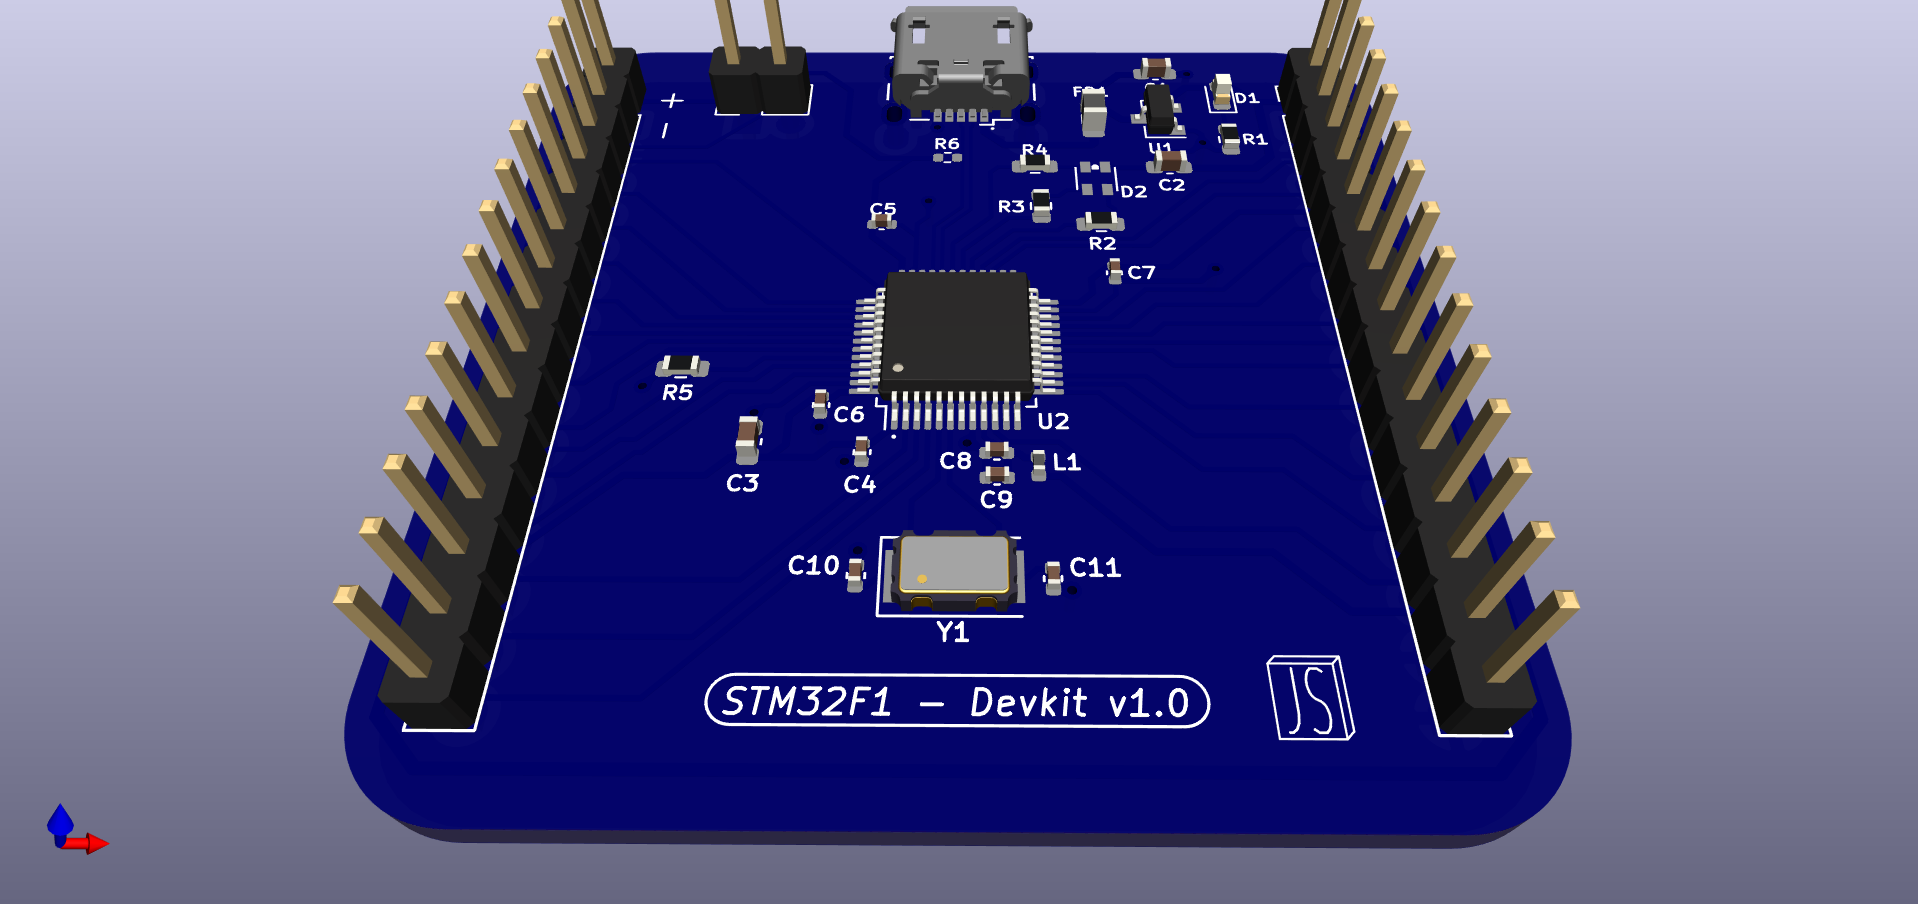 +
-
D1
R1
R6
R4
U1
C2
D2
C5
R3
R2
C7
R5
C6
U2
C3
C4
C8
L1
C9
C10
C11
Y1
STM32F1 - Devkit v1.0
JS